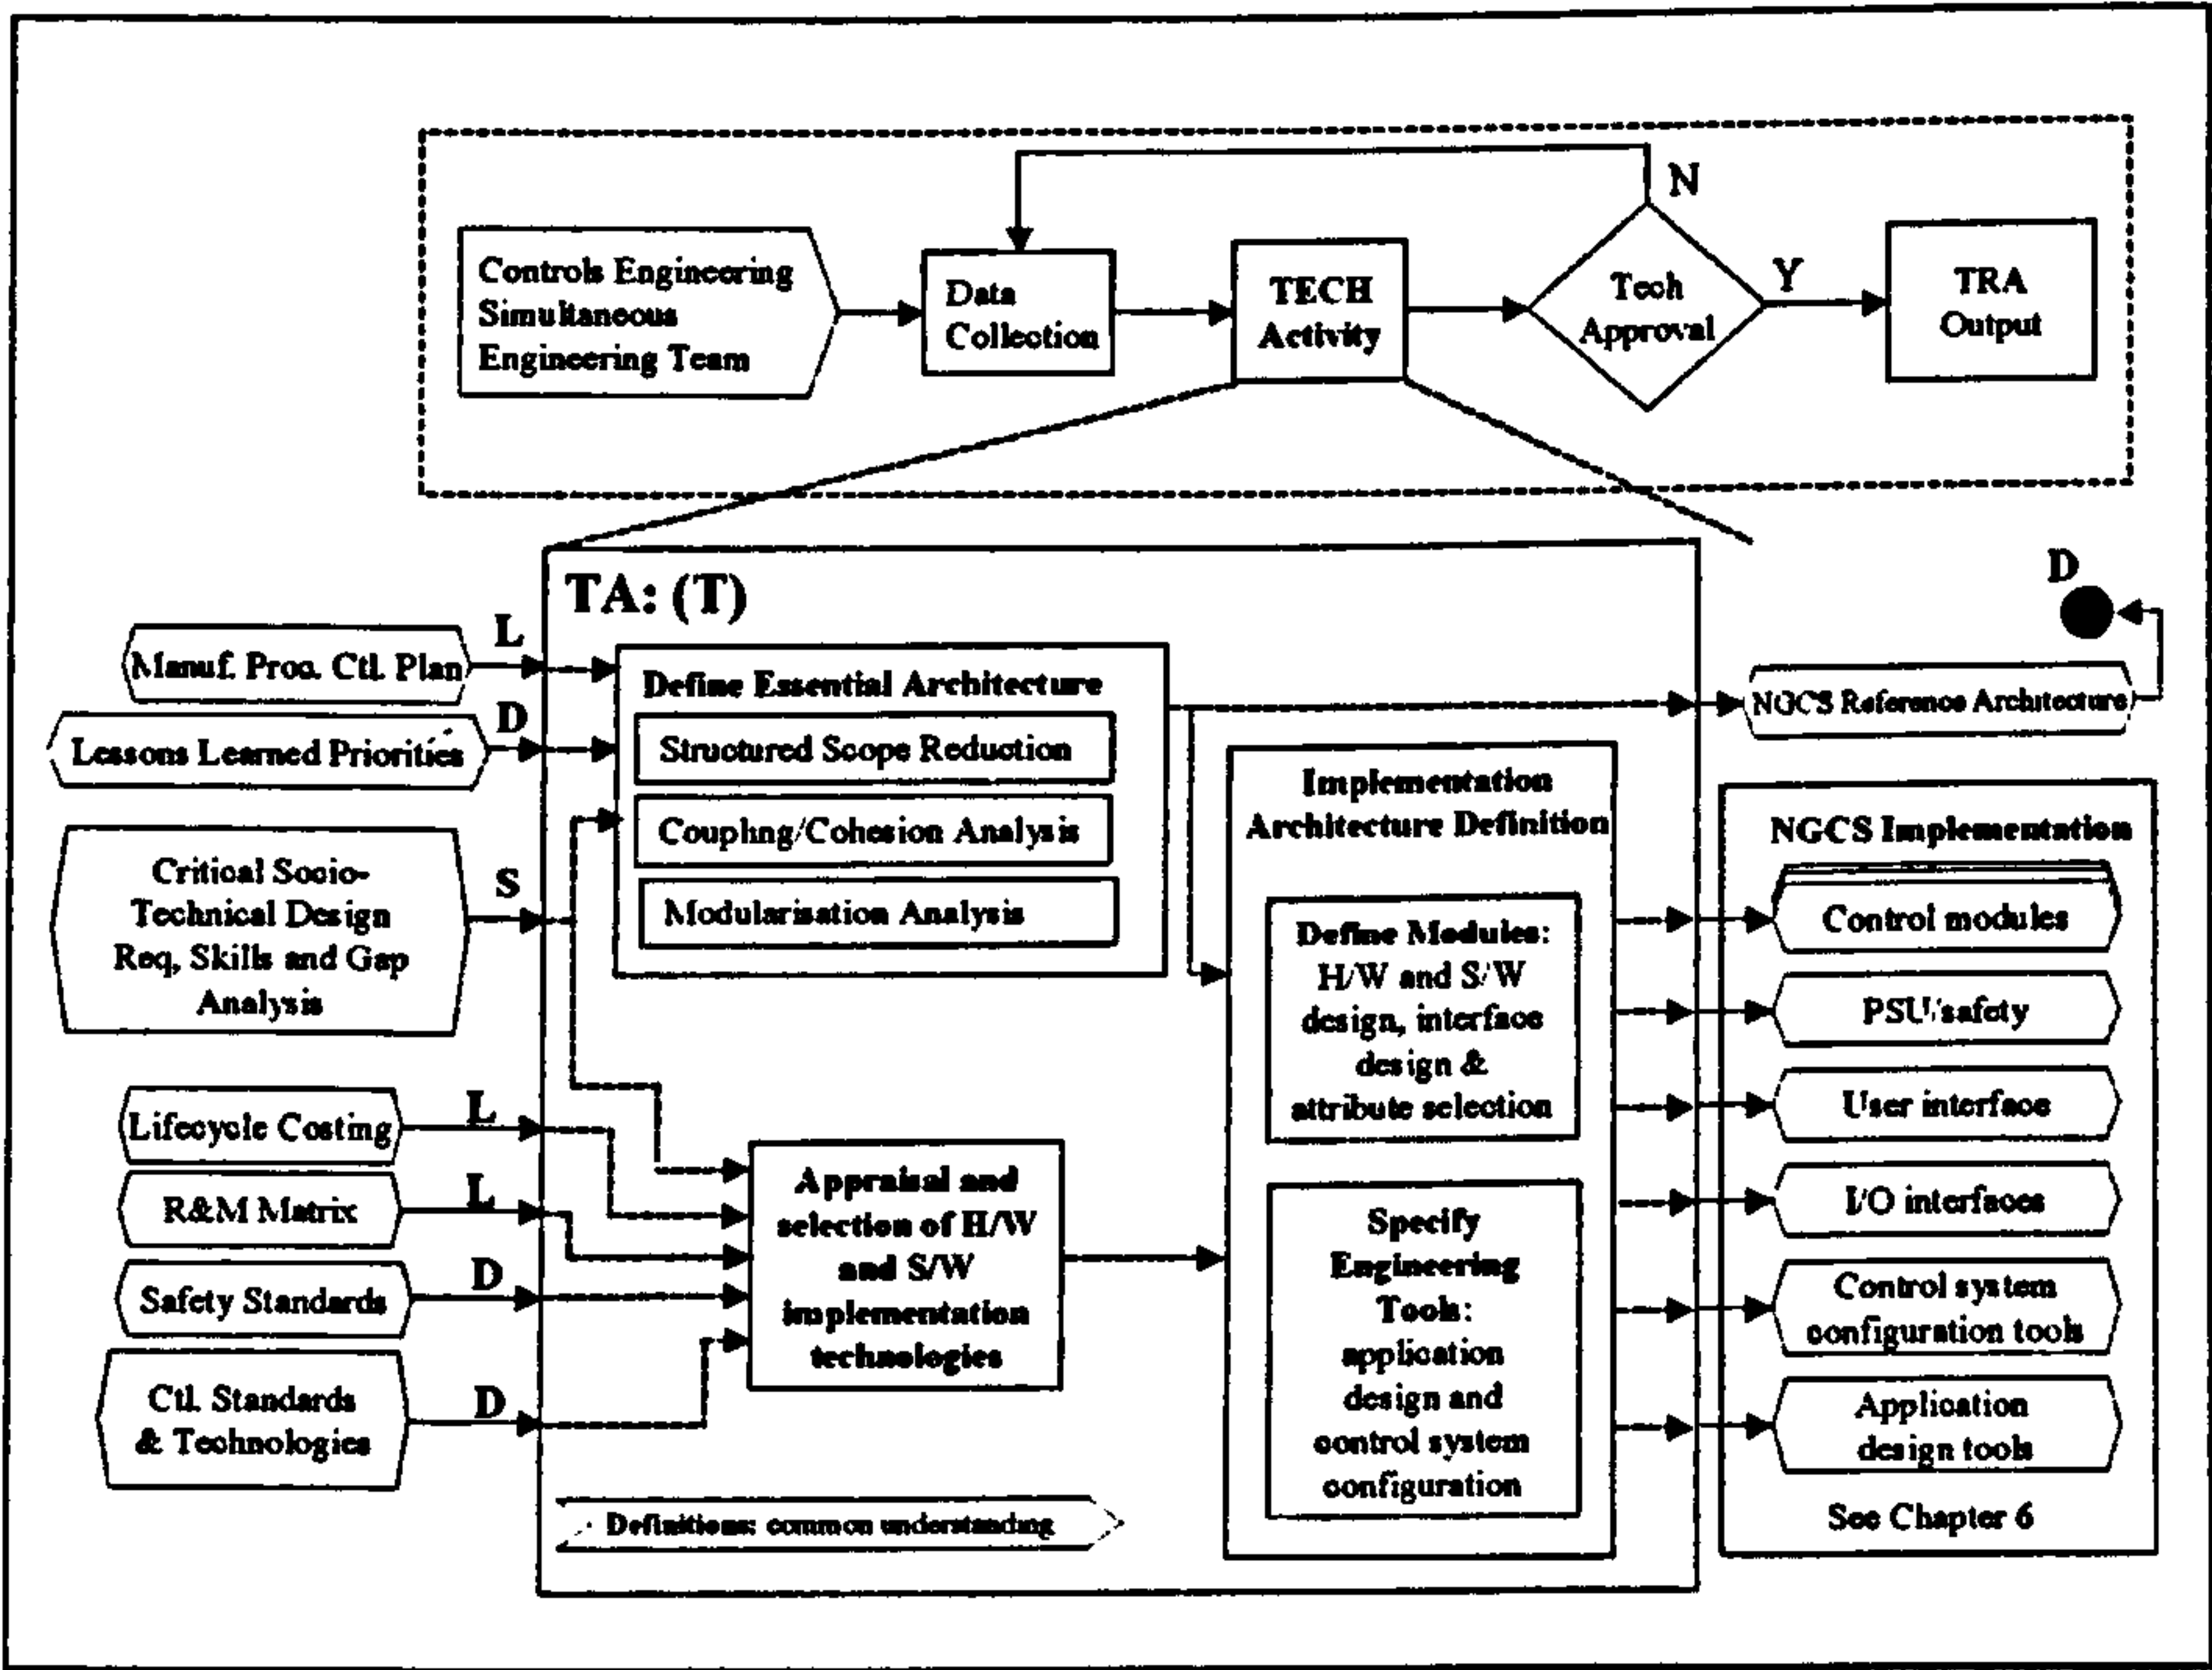 N
Controls Engineering
Simultaneous
Engineering Team
Data
Collection
TECH
Activity
Tech
Approval
Y
TRA
Output
TA: (T)
D
Manuf. Proc. Ctl. Plan
L
Lessons Learned Priorities
D
Critical Socio-
Technical Design
Req, Skills and Gap
Analysis
S
Lifecycle Costing
L
R&M Matrix
L
Safety Standards
D
Ctl. Standards
& Technologies
D
Define Essential Architecture
Structured Scope Reduction
Coupling/Cohesion Analysis
Modularisation Analysis
Appraisal and
selection of H/W
and S/W
implementation
technologies
Definitions: common understanding
Implementation
Architecture Definition
Define Modules:
H/W and S/W
design, interface
design &
attribute selection
Specify
Engineering
Tools:
application
design and
control system
configuration
NGCS Reference Architecture
NGCS Implementation
Control modules
PSU/safety
User interface
I/O interfaces
Control system
configuration tools
Application
design tools
See Chapter 6